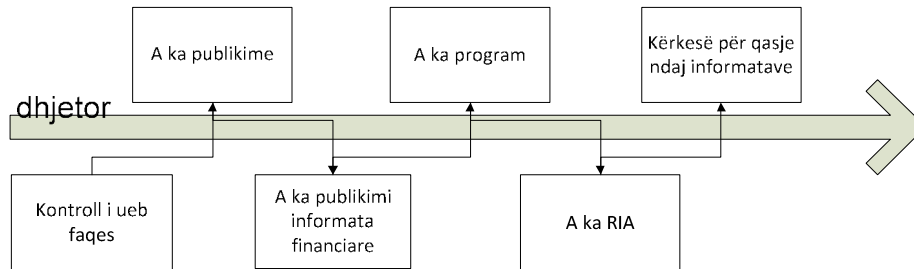 A ka publikime
A ka program
Kërkesë për qasje
ndaj informatave
dhjetor
Kontroll i ueb
faqes
A ka publikimi
informata
financiare
A ka RIA